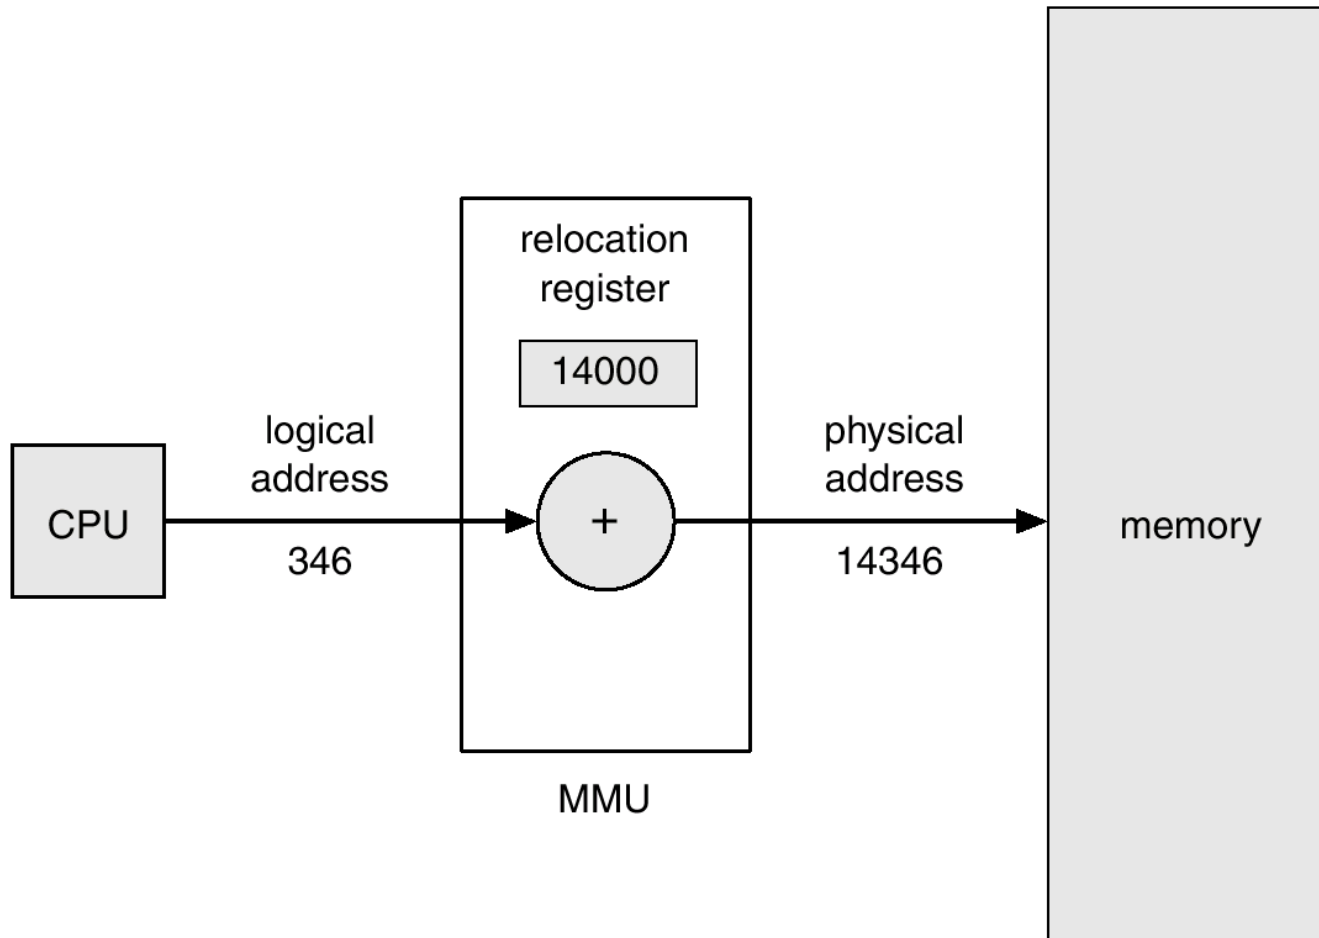 relocation
register
14000
logical
address
physical
address
CPU
+
memory
346
14346
MMU